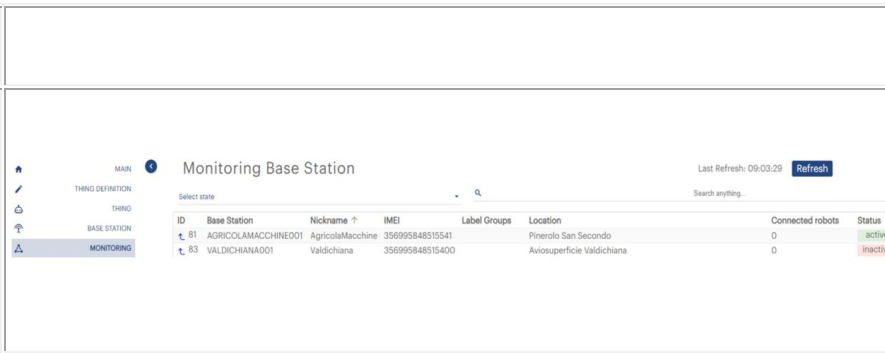 MAIN
THING DEFINITION
THING
BASE STATION
MONITORING
Monitoring Base Station
Last Refresh: 09:03:29 Refresh
Select state
Search anything...
ID Base Station Nickname ↑ IMEI Label Groups Location Connected robots Status
81 AGRICOLAMACCHINE001 AgricolaMacchine 356995848515541 Pinerolo San Secondo 0 active
83 VALDICHIANA001 Valdichiana 356995848515400 Aviosuperficie Valdichiana 0 inactiv